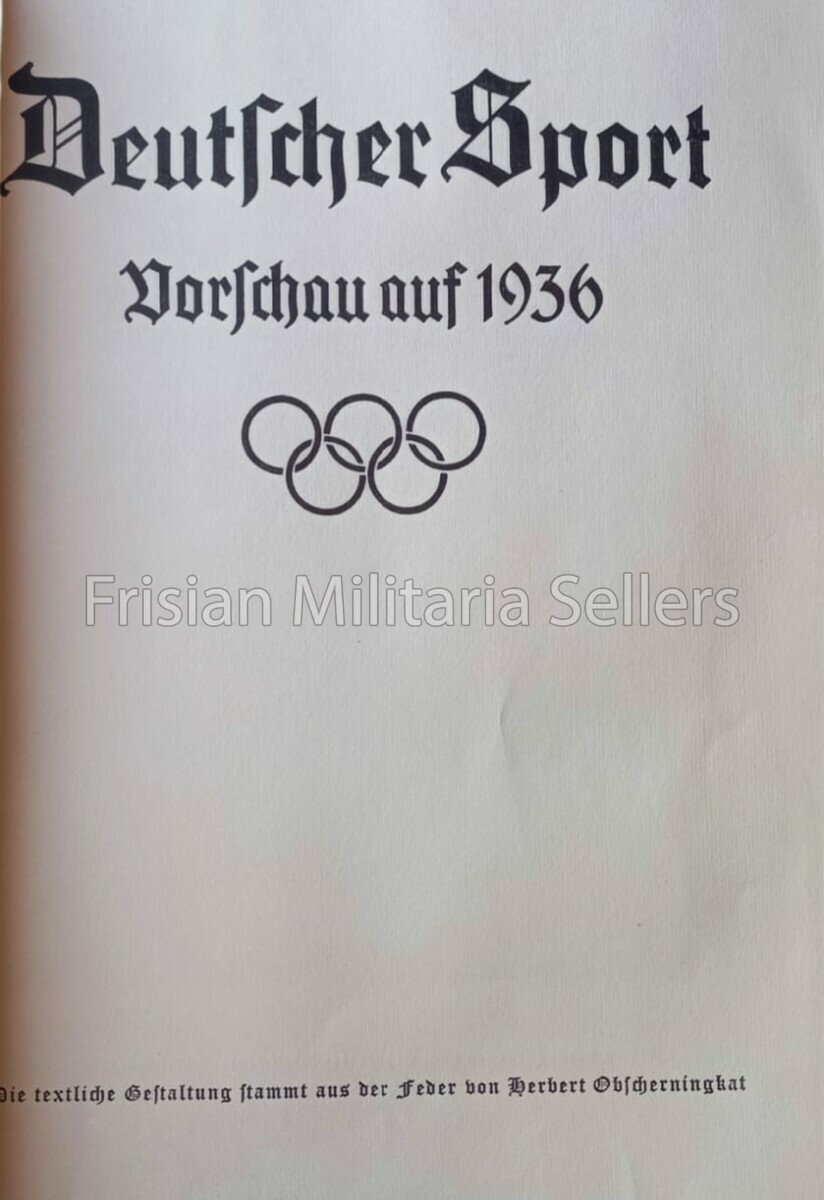 Deutſcher Sport
Vorſchau auf 1936
Frisian Militaria Sellers
Die textliche Geſtaltung ſtammt aus der Feder von Herbert Obſcherningkat